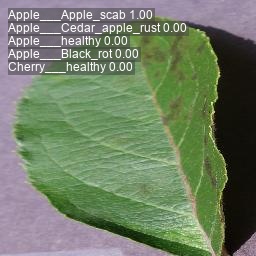 Apple___Apple_scab 1.00
Apple___Cedar_apple_rust 0.00
Apple___healthy 0.00
Apple___Black_rot 0.00
Cherry___healthy 0.00